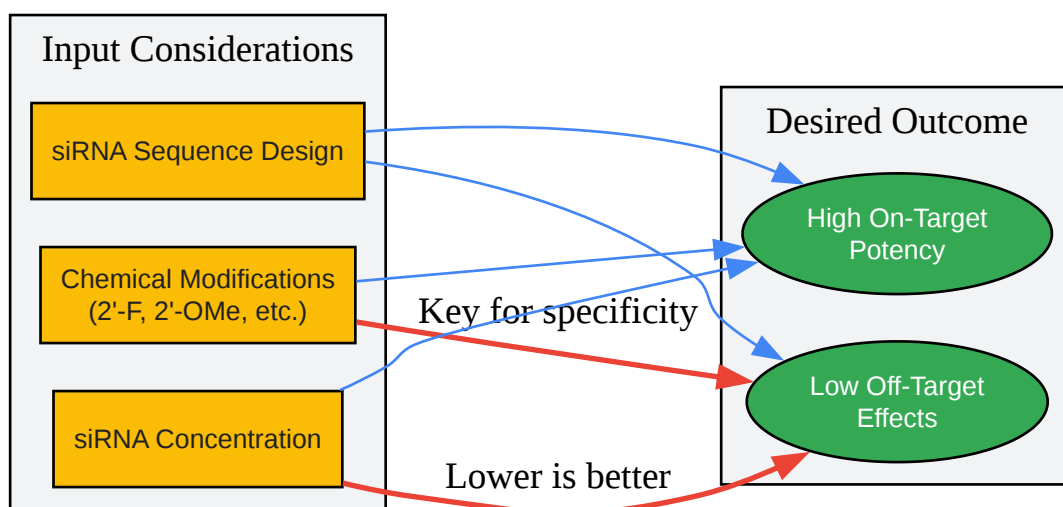 Input Considerations
siRNA Sequence Design
Chemical Modifications
(2'-F, 2'-OMe, etc.)
siRNA Concentration
Key for specificity
Lower is better
Desired Outcome
High On-Target
Potency
Low Off-Target
Effects